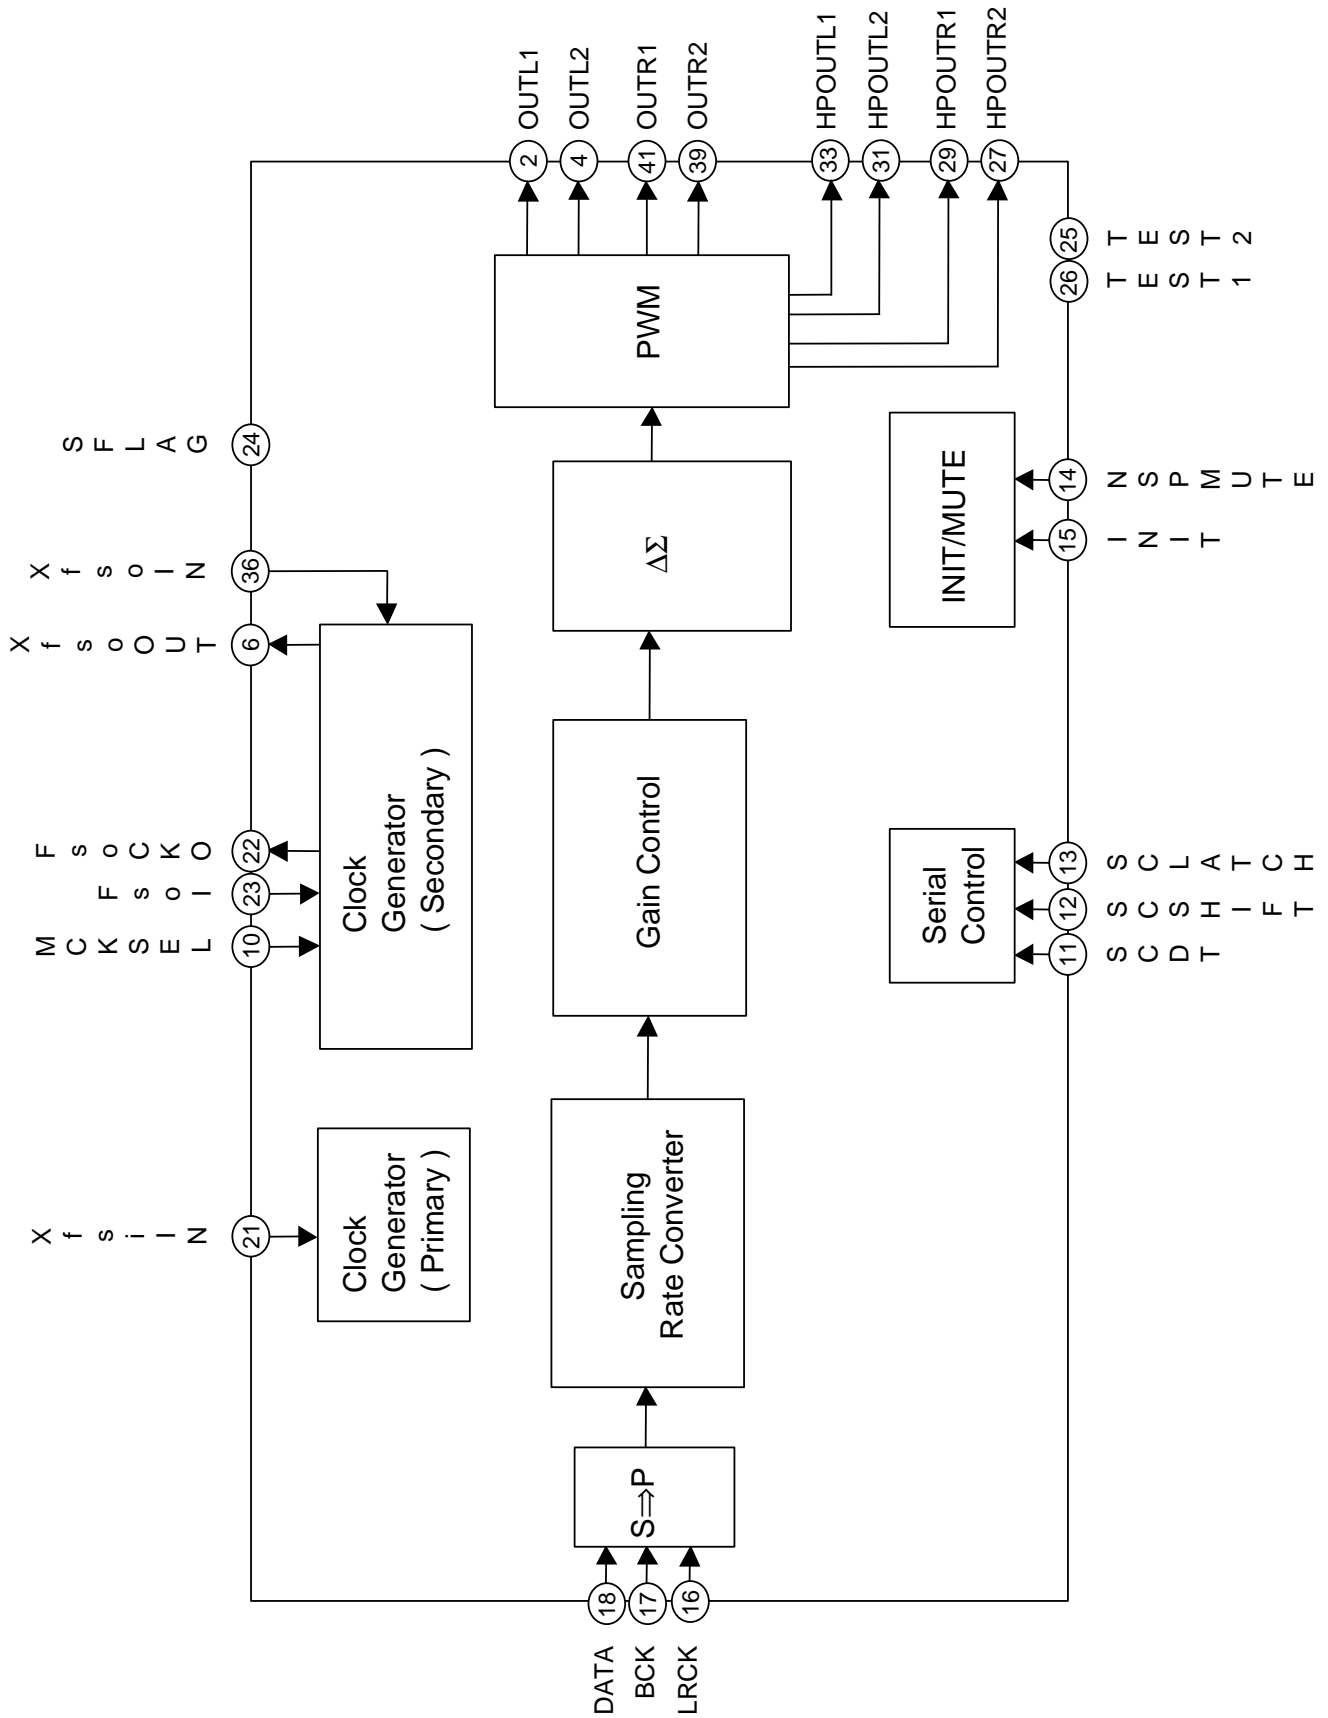 XfsiIN
21
MCKSEL
10
FsoI
23
FsoCKO
22
XfsoOUT
6
XfsoIN
36
SFLAG
24
Clock
Generator
( Primary )
Clock
Generator
( Secondary )
DATA
18
BCK
17
LRCK
16
S⇒P
Sampling
Rate Converter
Gain Control
ΔΣ
PWM
2
OUTL1
4
OUTL2
41
OUTR1
39
OUTR2
33
HPOUTL1
31
HPOUTL2
29
HPOUTR1
27
HPOUTR2
Serial
Control
INIT/MUTE
11
SCDT
12
SCSHIFT
13
SCLATCH
15
INIT
14
NSPMUTE
26
TEST1
25
TEST2